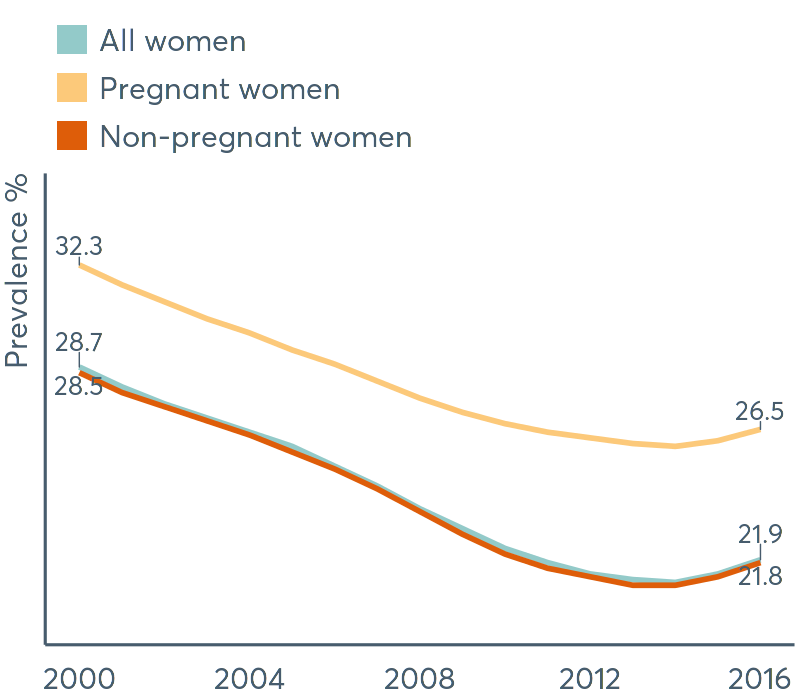 All women
Pregnant women
Non-pregnant women
Prevalence %
32.3
28.7
28.5
26.5
21.9
21.8
2000 2004 2008 2012 2016